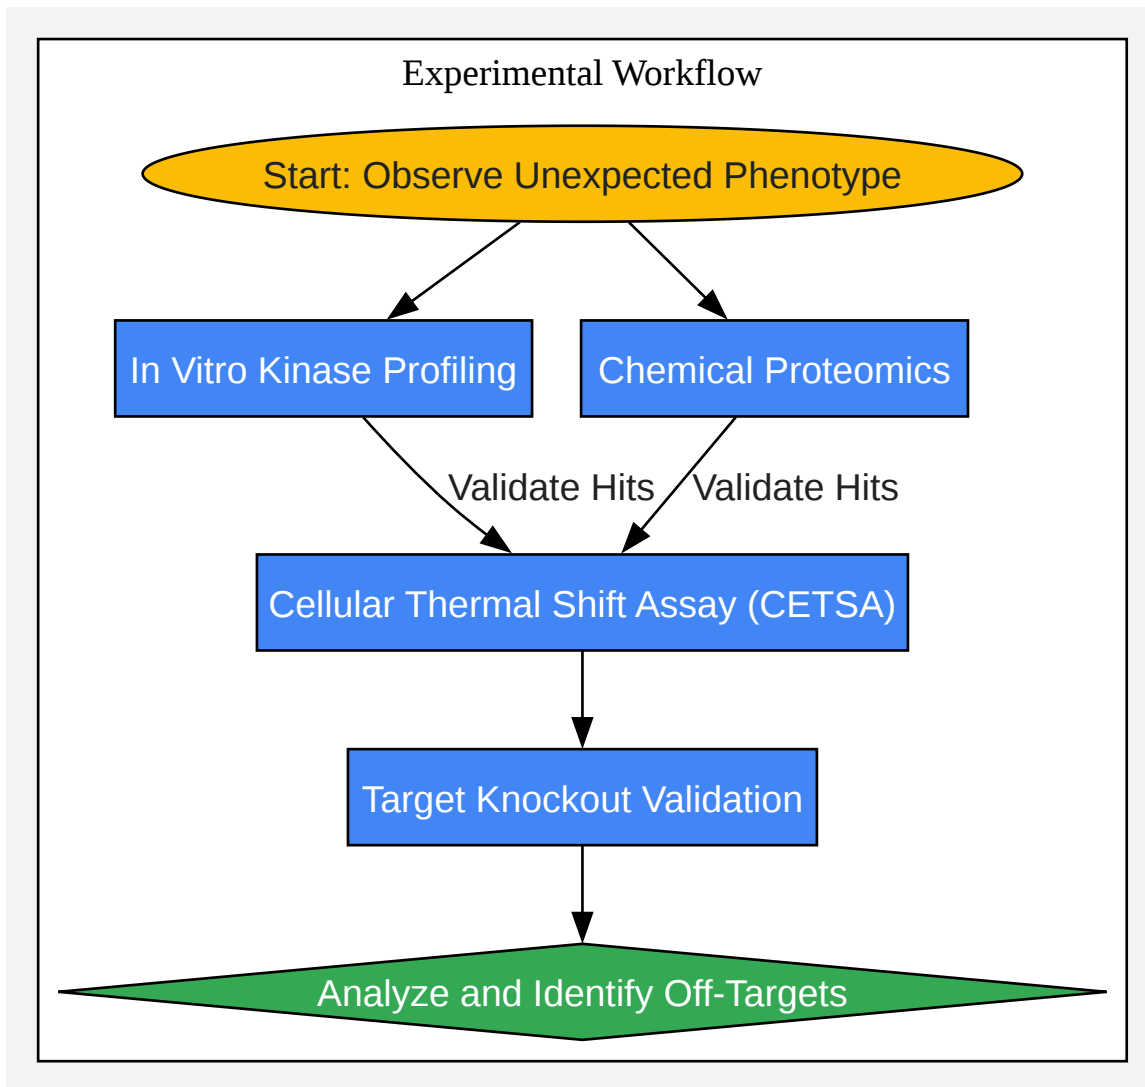 Experimental Workflow
Start: Observe Unexpected Phenotype
In Vitro Kinase Profiling
Chemical Proteomics
Validate Hits
Validate Hits
Cellular Thermal Shift Assay (CETSA)
Target Knockout Validation
Analyze and Identify Off-Targets